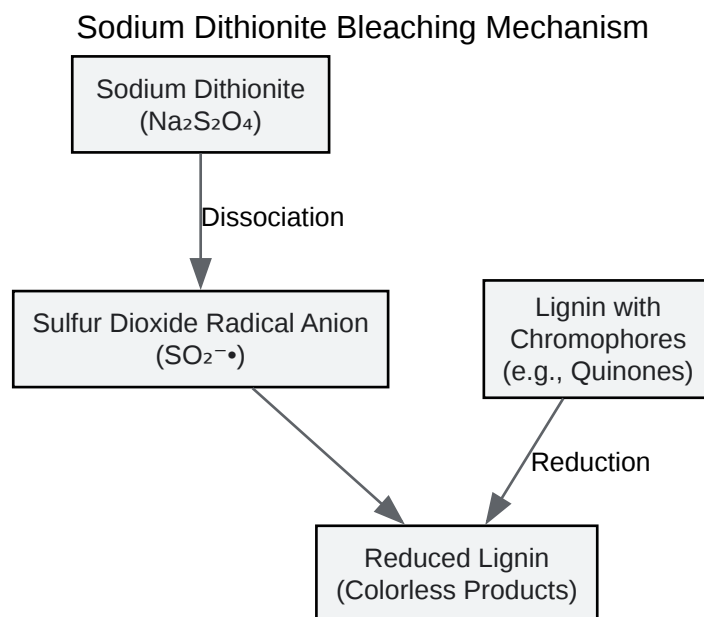 Sodium Dithionite Bleaching Mechanism
Sodium Dithionite
(Na₂S₂O₄)
Dissociation
Sulfur Dioxide Radical Anion
(SO₂⁻•)
Lignin with
Chromophores
(e.g., Quinones)
Reduction
Reduced Lignin
(Colorless Products)